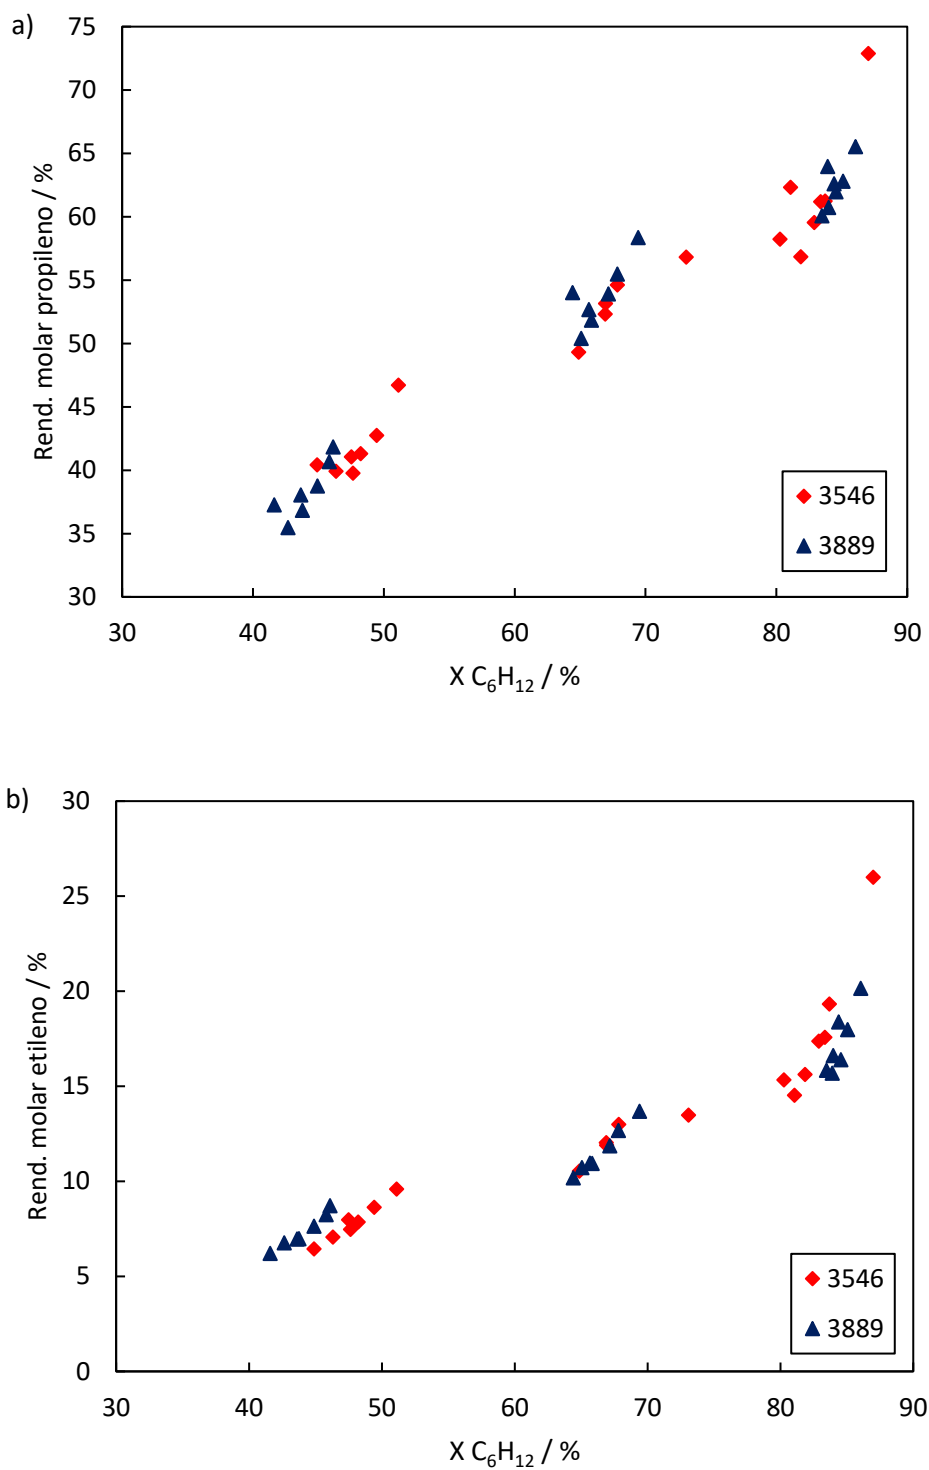 a)
Rend. molar propileno / %
75
70
65
60
55
50
45
40
35
30
30 40 50 60 70 80 90
X C₆H₁₂ / %
3546
3889
b)
Rend. molar etileno / %
30
25
20
15
10
5
0
30 40 50 60 70 80 90
X C₆H₁₂ / %
3546
3889